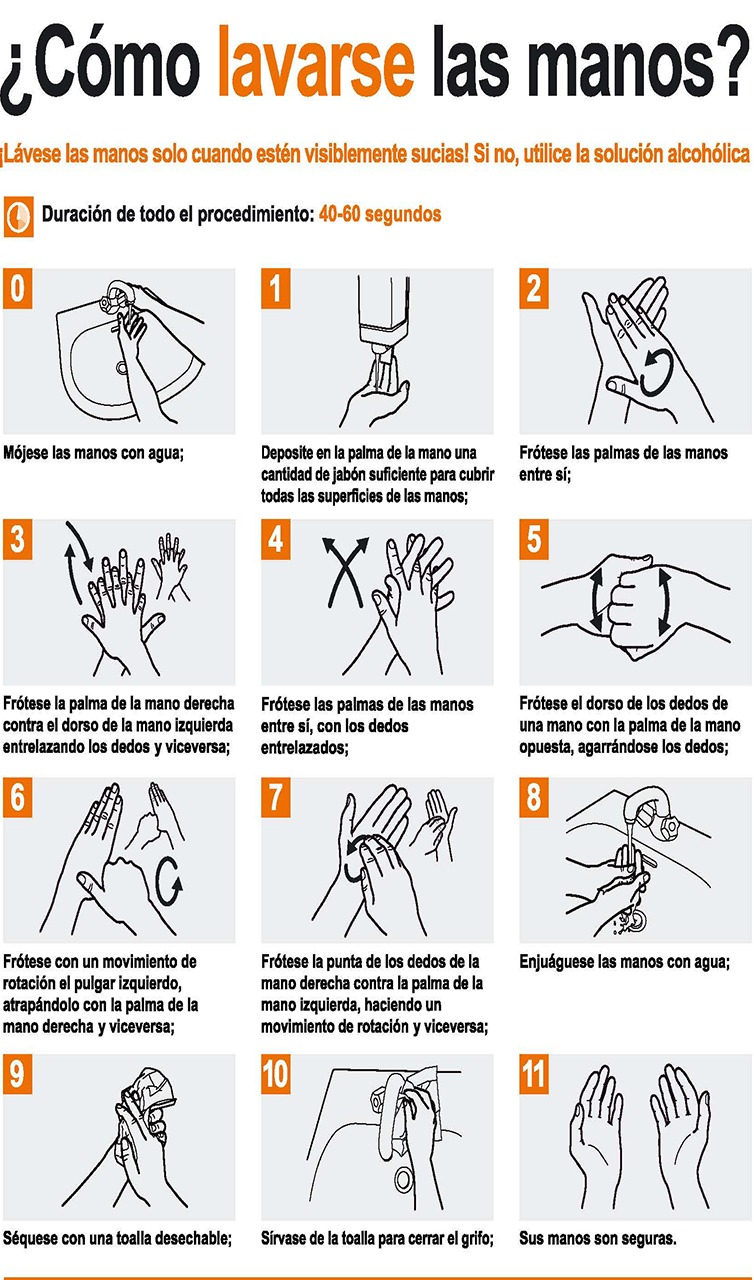 ¿Cómo lavarse las manos?
¡Lávese las manos solo cuando estén visiblemente sucias! Si no, utilice la solución alcohólica
Duración de todo el procedimiento: 40-60 segundos
0
Mójese las manos con agua;
1
Deposite en la palma de la mano una
cantidad de jabón suficiente para cubrir
todas las superficies de las manos;
2
Frótese las palmas de las manos
entre sí;
3
Frótese la palma de la mano derecha
contra el dorso de la mano izquierda
entrelazando los dedos y viceversa;
4
Frótese las palmas de las manos
entre sí, con los dedos
entrelazados;
5
Frótese el dorso de los dedos de
una mano con la palma de la mano
opuesta, agarrándose los dedos;
6
Frótese con un movimiento de
rotación el pulgar izquierdo,
atrapándolo con la palma de la
mano derecha y viceversa;
7
Frótese la punta de los dedos de la
mano derecha contra la palma de la
mano izquierda, haciendo un
movimiento de rotación y viceversa;
8
Enjuáguese las manos con agua;
9
Séquese con una toalla desechable;
10
Sírvase de la toalla para cerrar el grifo;
11
Sus manos son seguras.